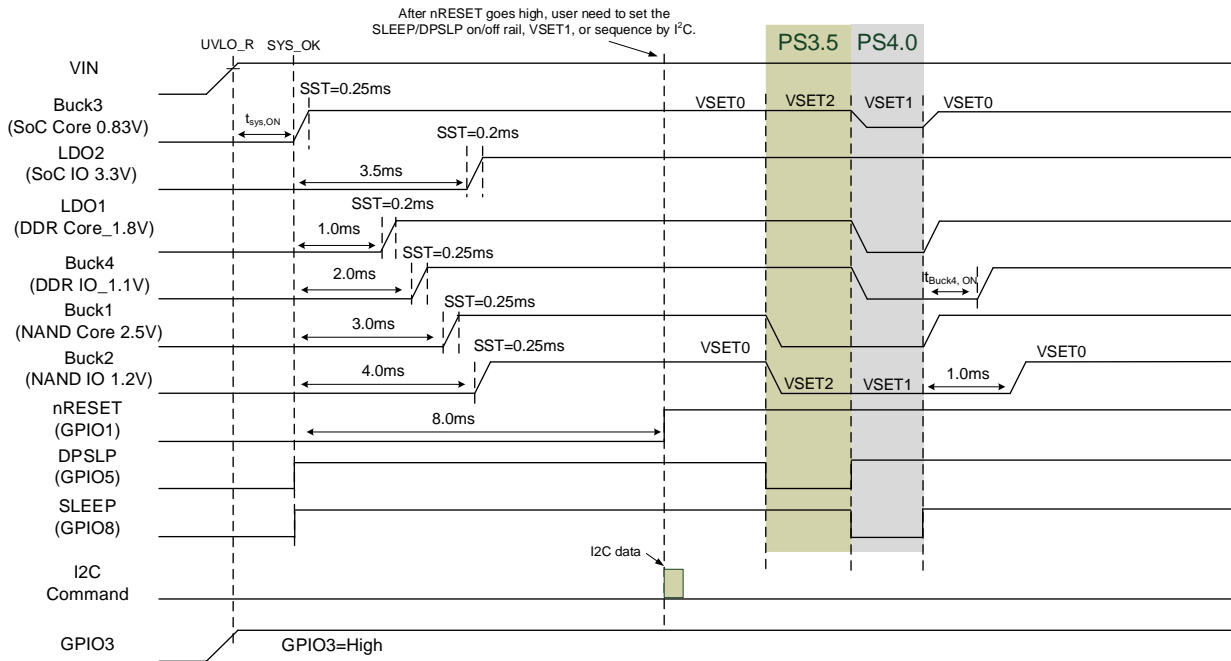 After nRESET goes high, user need to set the
SLEEP/DPSLP on/off rail, VSET1, or sequence by I²C.
UVLO_R SYS_OK
PS3.5 PS4.0
VIN
SST=0.25ms
Buck3
(SoC Core 0.83V)
tsys,ON
VSET0 VSET2 VSET1 VSET0
SST=0.2ms
LDO2
(SoC IO 3.3V)
3.5ms
SST=0.2ms
LDO1
(DDR Core_1.8V)
1.0ms
SST=0.25ms
Buck4
(DDR IO_1.1V)
2.0ms
tBuck4, ON
SST=0.25ms
Buck1
(NAND Core 2.5V)
3.0ms
SST=0.25ms
Buck2
(NAND IO 1.2V)
4.0ms
VSET0 VSET2 VSET1 1.0ms VSET0
nRESET
(GPIO1)
8.0ms
DPSLP
(GPIO5)
SLEEP
(GPIO8)
I2C data
I2C
Command
GPIO3
GPIO3=High